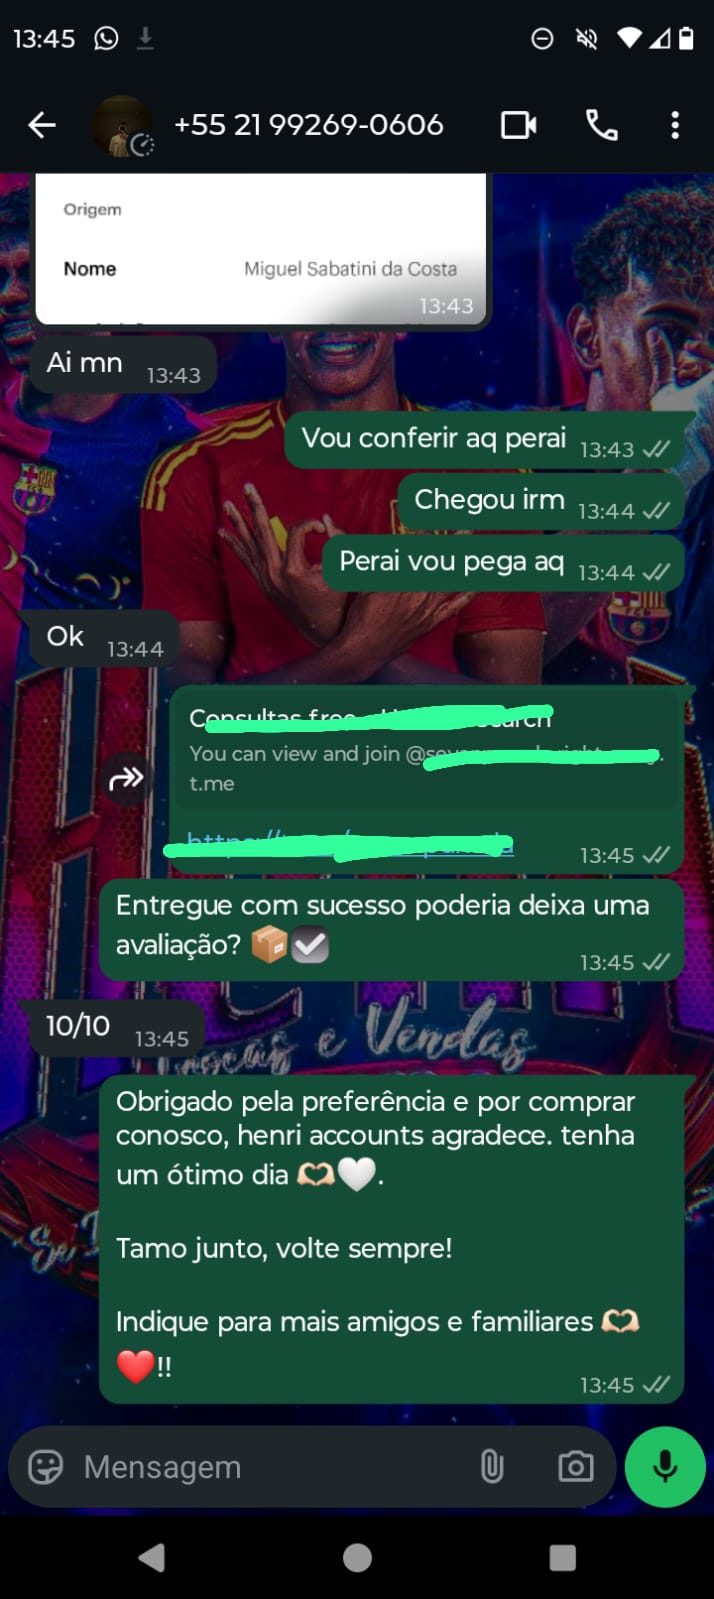 13:45
+55 21 99269-0606
Origem
Nome Miguel Sabatini da Costa
13:43
Ai mn 13:43
Vou conferir aq perai 13:43
Chegou irm 13:44
Perai vou pega aq 13:44
Ok 13:44
Consultas free
You can view and join
t.me
13:45
Entregue com sucesso poderia deixa uma
avaliação? 📦☑️
13:45
10/10 13:45
Trocas e Vendas
Obrigado pela preferência e por comprar
conosco, henri accounts agradece. tenha
um ótimo dia 🫶🏻🤍.
Tamo junto, volte sempre!
Indique para mais amigos e familiares 🫶🏻
❤️!!
13:45
Mensagem